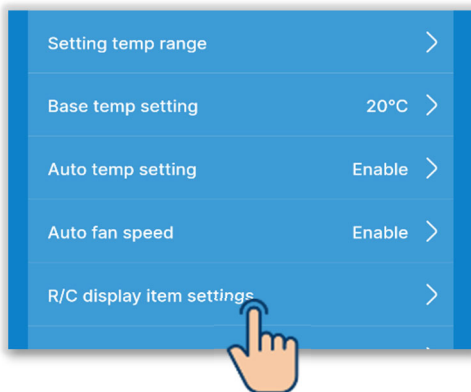 Setting temp range
Base temp setting 20°C
Auto temp setting Enable
Auto fan speed Enable
R/C display item settings